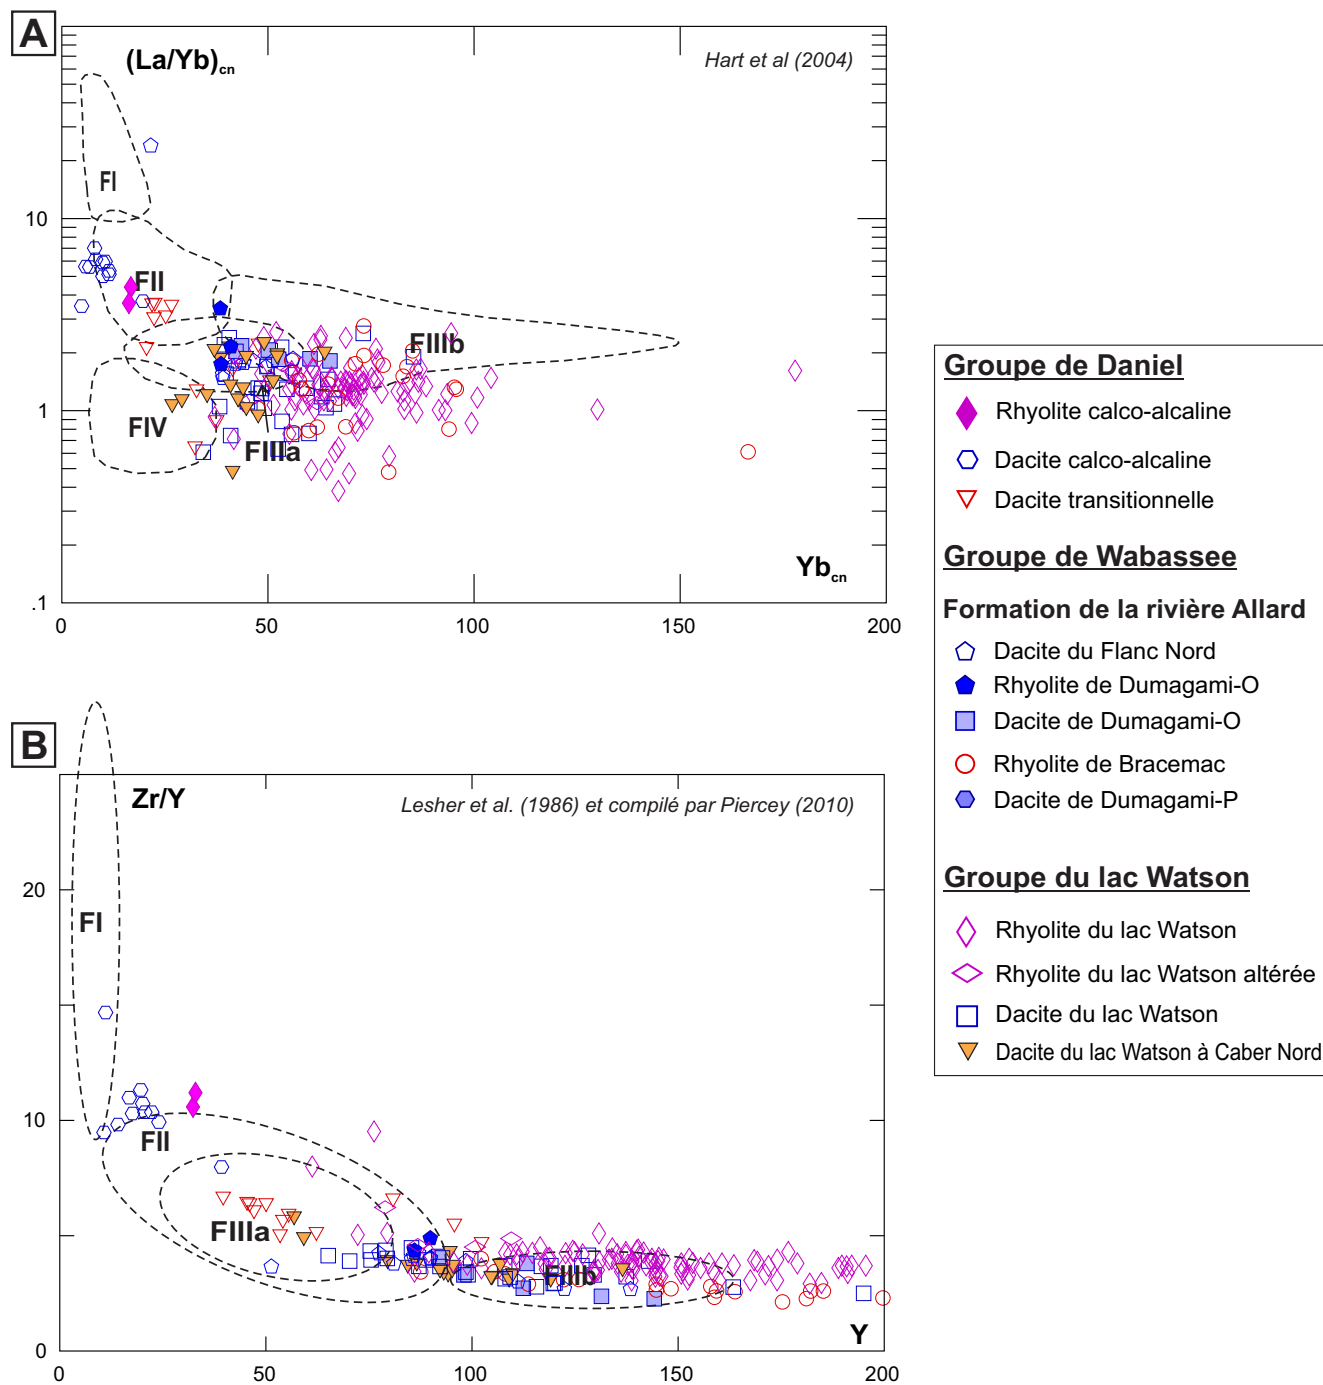 A
(La/Yb)cn
Hart et al (2004)
FI
10
FII
FIIIb
1
FIV
FIIIa
Ybcn
.1
0
50
100
150
200
B
Zr/Y
Lesher et al. (1986) et compilé par Piercey (2010)
20
FI
10
FII
FIIIa
FIIIb
Y
0
0
50
100
150
200
Groupe de Daniel
Rhyolite calco-alcaline
Dacite calco-alcaline
Dacite transitionnelle
Groupe de Wabassee
Formation de la rivière Allard
Dacite du Flanc Nord
Rhyolite de Dumagami-O
Dacite de Dumagami-O
Rhyolite de Bracemac
Dacite de Dumagami-P
Groupe du lac Watson
Rhyolite du lac Watson
Rhyolite du lac Watson altérée
Dacite du lac Watson
Dacite du lac Watson à Caber Nord